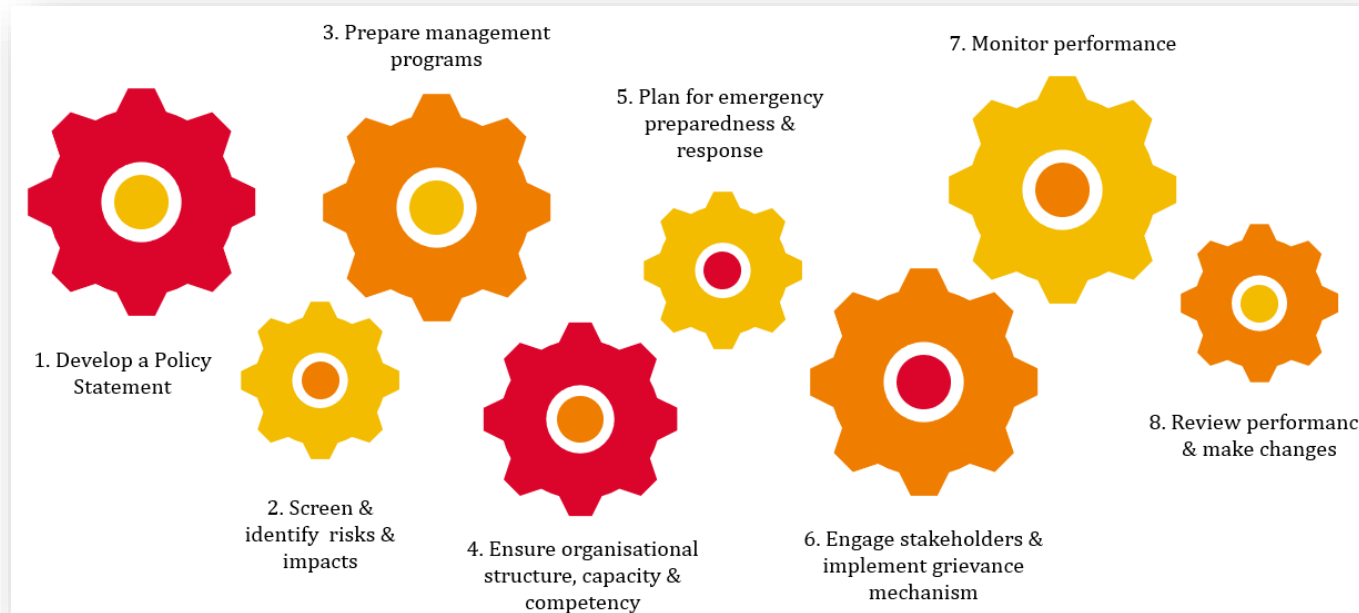 1. Develop a Policy
Statement
2. Screen &
identify risks &
impacts
3. Prepare management
programs
4. Ensure organisational
structure, capacity &
competency
5. Plan for emergency
preparedness &
response
6. Engage stakeholders &
implement grievance
mechanism
7. Monitor performance
8. Review performanc
& make changes